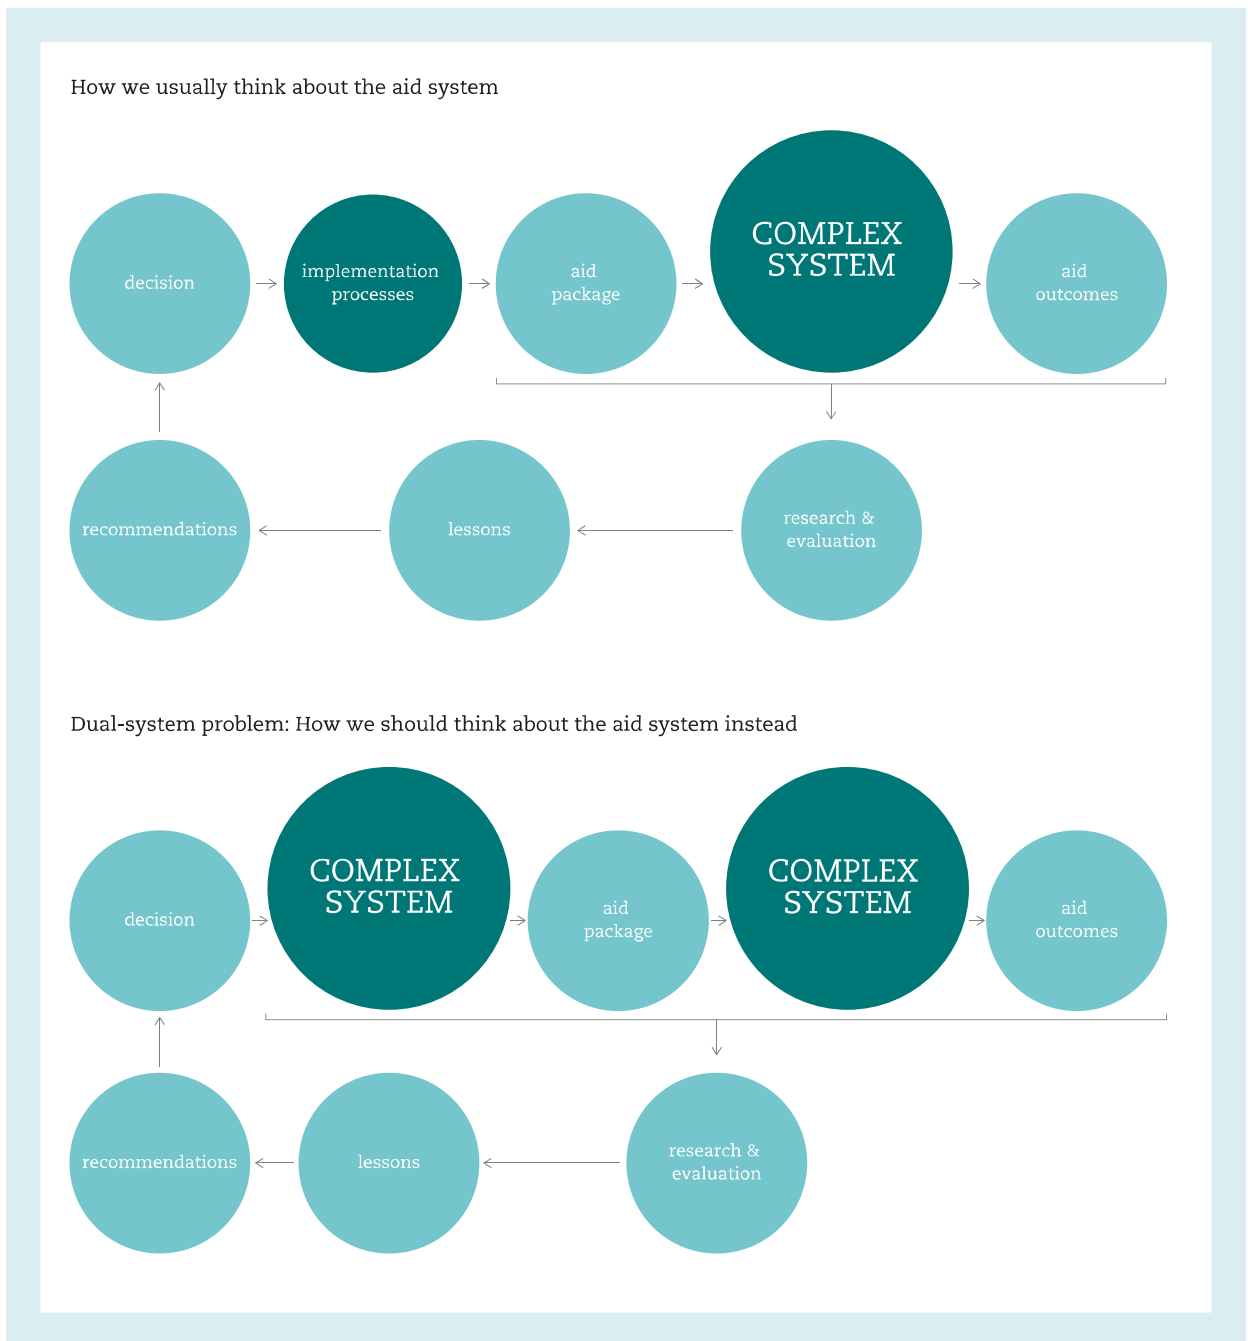 How we usually think about the aid system
decision
implementation
processes
aid
package
COMPLEX
SYSTEM
aid
outcomes
recommendations
lessons
research &
evaluation
Dual-system problem: How we should think about the aid system instead
decision
COMPLEX
SYSTEM
aid
package
COMPLEX
SYSTEM
aid
outcomes
recommendations
lessons
research &
evaluation